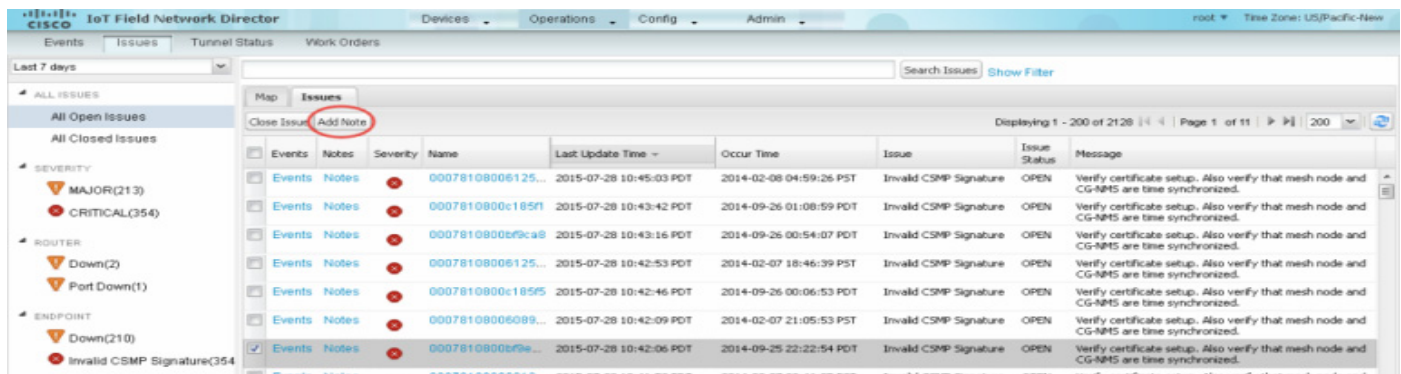 CISCO IoT Field Network Director Devices Operations Config Admin root Time Zone: US/Pacific-New
Events Issues Tunnel Status Work Orders
Last 7 days Search Issues Show Filter
ALL ISSUES Map Issues
All Open Issues Close Issue Add Note Displaying 1 - 200 of 2128 Page 1 of 11 200
All Closed Issues
Events Notes Severity Name Last Update Time Occur Time Issue Issue Status Message
SEVERITY
MAJOR(213)
CRITICAL(354)
ROUTER
Down(2)
Port Down(1)
ENDPOINT
Down(210)
Invalid CSMP Signature(354
Events Notes 00078108006125... 2015-07-28 10:45:03 PDT 2014-02-08 04:59:26 PST Invalid CSMP Signature OPEN Verify certificate setup. Also verify that mesh node and
CG-NMS are time synchronized.
Events Notes 0007810800c185f1 2015-07-28 10:43:42 PDT 2014-09-26 01:08:59 PDT Invalid CSMP Signature OPEN Verify certificate setup. Also verify that mesh node and
CG-NMS are time synchronized.
Events Notes 0007810800bf9ca8 2015-07-28 10:43:16 PDT 2014-09-26 00:54:07 PDT Invalid CSMP Signature OPEN Verify certificate setup. Also verify that mesh node and
CG-NMS are time synchronized.
Events Notes 00078108006125... 2015-07-28 10:42:53 PDT 2014-02-07 18:46:39 PST Invalid CSMP Signature OPEN Verify certificate setup. Also verify that mesh node and
CG-NMS are time synchronized.
Events Notes 0007810800c185f5 2015-07-28 10:42:46 PDT 2014-09-26 00:06:53 PDT Invalid CSMP Signature OPEN Verify certificate setup. Also verify that mesh node and
CG-NMS are time synchronized.
Events Notes 00078108006089... 2015-07-28 10:42:09 PDT 2014-02-07 21:05:53 PST Invalid CSMP Signature OPEN Verify certificate setup. Also verify that mesh node and
CG-NMS are time synchronized.
Events Notes 0007810800bf9e... 2015-07-28 10:42:06 PDT 2014-09-25 22:22:54 PDT Invalid CSMP Signature OPEN Verify certificate setup. Also verify that mesh node and
CG-NMS are time synchronized.